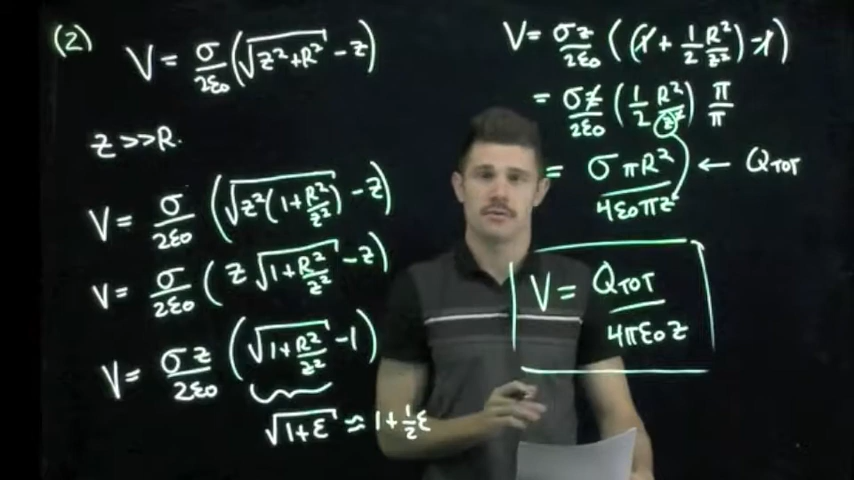 (2)
V = σ/2ε₀ (√(z²+R²) - z)
z >> R.
V = σ/2ε₀ (√(z²(1+R²/z²)) - z)
V = σ/2ε₀ (z √(1+R²/z²) - z)
V = σz/2ε₀ (√(1+R²/z²) - 1)
√(1+ε) ≈ 1+½ε
V = σz/2ε₀ ((1 + ½ R²/z²) - 1)
= σz/2ε₀ (½ R²/z²) π/π
= σπR²/4ε₀πz ← QTOT
V = QTOT/4πε₀z